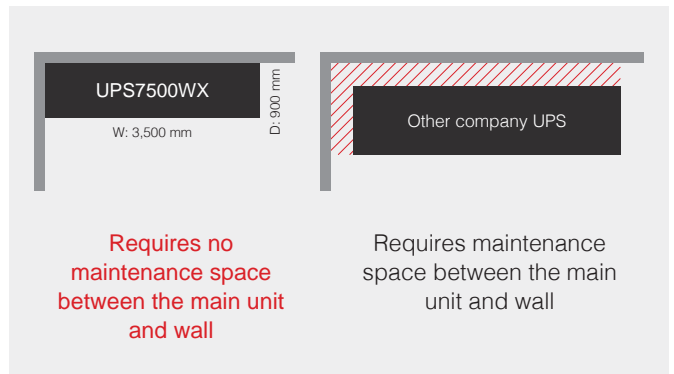 UPS7500WX
D: 900 mm
W: 3,500 mm
Requires no
maintenance space
between the main unit
and wall
Other company UPS
Requires maintenance
space between the main
unit and wall